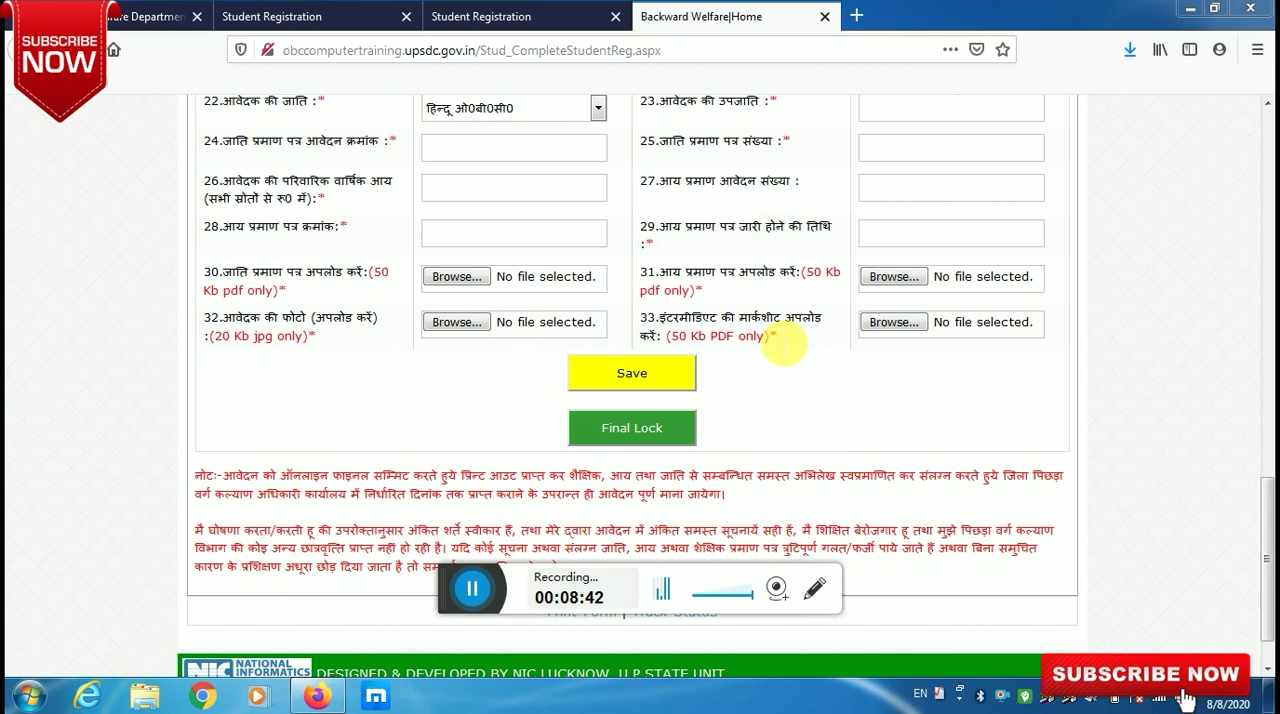 fare Departmen
Student Registration
Student Registration
Backward Welfare|Home
SUBSCRIBE
NOW
obccomputertraining.upsdc.gov.in/Stud_CompleteStudentReg.aspx
22.आवेदक की जाति :*
हिन्दू ओ0बी0सी0
23.आवेदक की उपजाति :*
24.जाति प्रमाण पत्र आवेदन क्रमांक :*
25.जाति प्रमाण पत्र संख्या :*
26.आवेदक की परिवारिक वार्षिक आय
(सभी स्रोतों से रु0 में):*
27.आय प्रमाण आवेदन संख्या :
28.आय प्रमाण पत्र क्रमांक:*
29.आय प्रमाण पत्र जारी होने की तिथि
:*
30.जाति प्रमाण पत्र अपलोड करें:(50
Kb pdf only)*
Browse... No file selected.
31.आय प्रमाण पत्र अपलोड करें:(50 Kb
pdf only)*
Browse... No file selected.
32.आवेदक की फोटो (अपलोड करें)
:(20 Kb jpg only)*
Browse... No file selected.
33.इंटरमीडिएट की मार्कशीट अपलोड
करें: (50 Kb PDF only)*
Browse... No file selected.
Save
Final Lock
नोटः-आवेदन को ऑनलाइन फाइनल सम्मिट करते हुये प्रिन्ट आउट प्राप्त कर शैक्षिक, आय तथा जाति से सम्बन्धित समस्त अभिलेख स्वप्रमाणित कर संलग्न करते हुये जिला पिछड़ा
वर्ग कल्याण अधिकारी कार्यालय में निर्धारित दिनांक तक प्राप्त कराने के उपरान्त ही आवेदन पूर्ण माना जायेगा।
मै घोषणा करता/करती हू की उपरोक्तानुसार अंकित शर्ते स्वीकार हैं, तथा मेरे द्वारा आवेदन में अंकित समस्त सूचनायें सही हैं, मै शिक्षित बेरोजगार हू तथा मुझे पिछड़ा वर्ग कल्याण
विभाग की कोइ अन्य छात्रवृत्ति प्राप्त नहीं हो रही है। यदि कोई सूचना अथवा संलग्न जाति, आय अथवा शेक्षिक प्रमाण पत्र त्रुटिपूर्ण गलत/फर्जी पाये जाते हैं अथवा बिना समुचित
कारण के प्रशिक्षण अधूरा छोड़ दिया जाता है तो
Recording...
00:08:42
Print Form | Track Status
NIC NATIONAL
INFORMATICS
DESIGNED & DEVELOPED BY NIC LUCKNOW, U.P STATE UNIT
SUBSCRIBE NOW
EN
8/8/2020